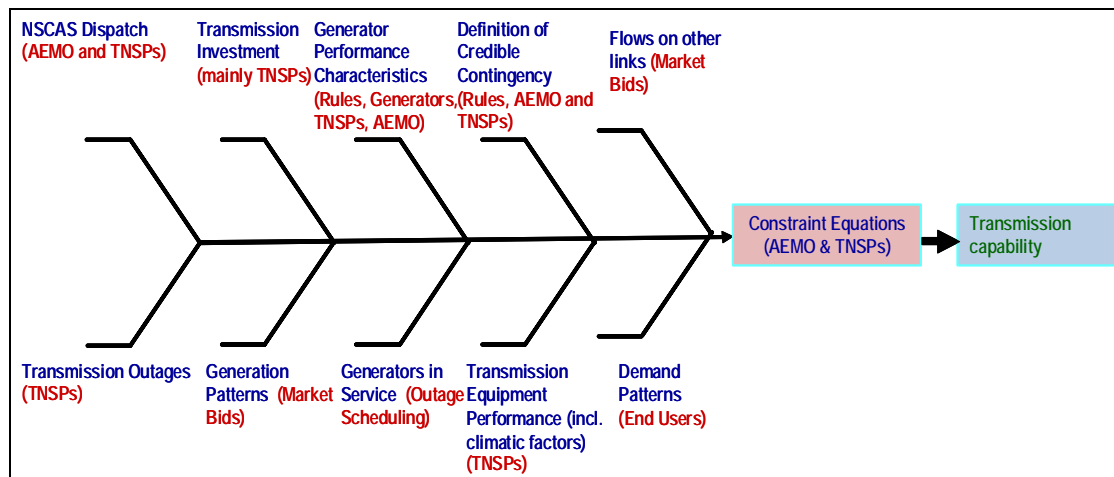 NSCAS Dispatch
(AEMO and TNSPs)
Transmission
Investment
(mainly TNSPs)
Generator
Performance
Characteristics
(Rules, Generators,
TNSPs, AEMO)
Definition of
Credible
Contingency
(Rules, AEMO and
TNSPs)
Flows on other
links (Market
Bids)
Constraint Equations
(AEMO & TNSPs)
Transmission
capability
Transmission Outages
(TNSPs)
Generation
Patterns (Market
Bids)
Generators in
Service (Outage
Scheduling)
Transmission
Equipment
Performance (incl.
climatic factors)
(TNSPs)
Demand
Patterns
(End Users)